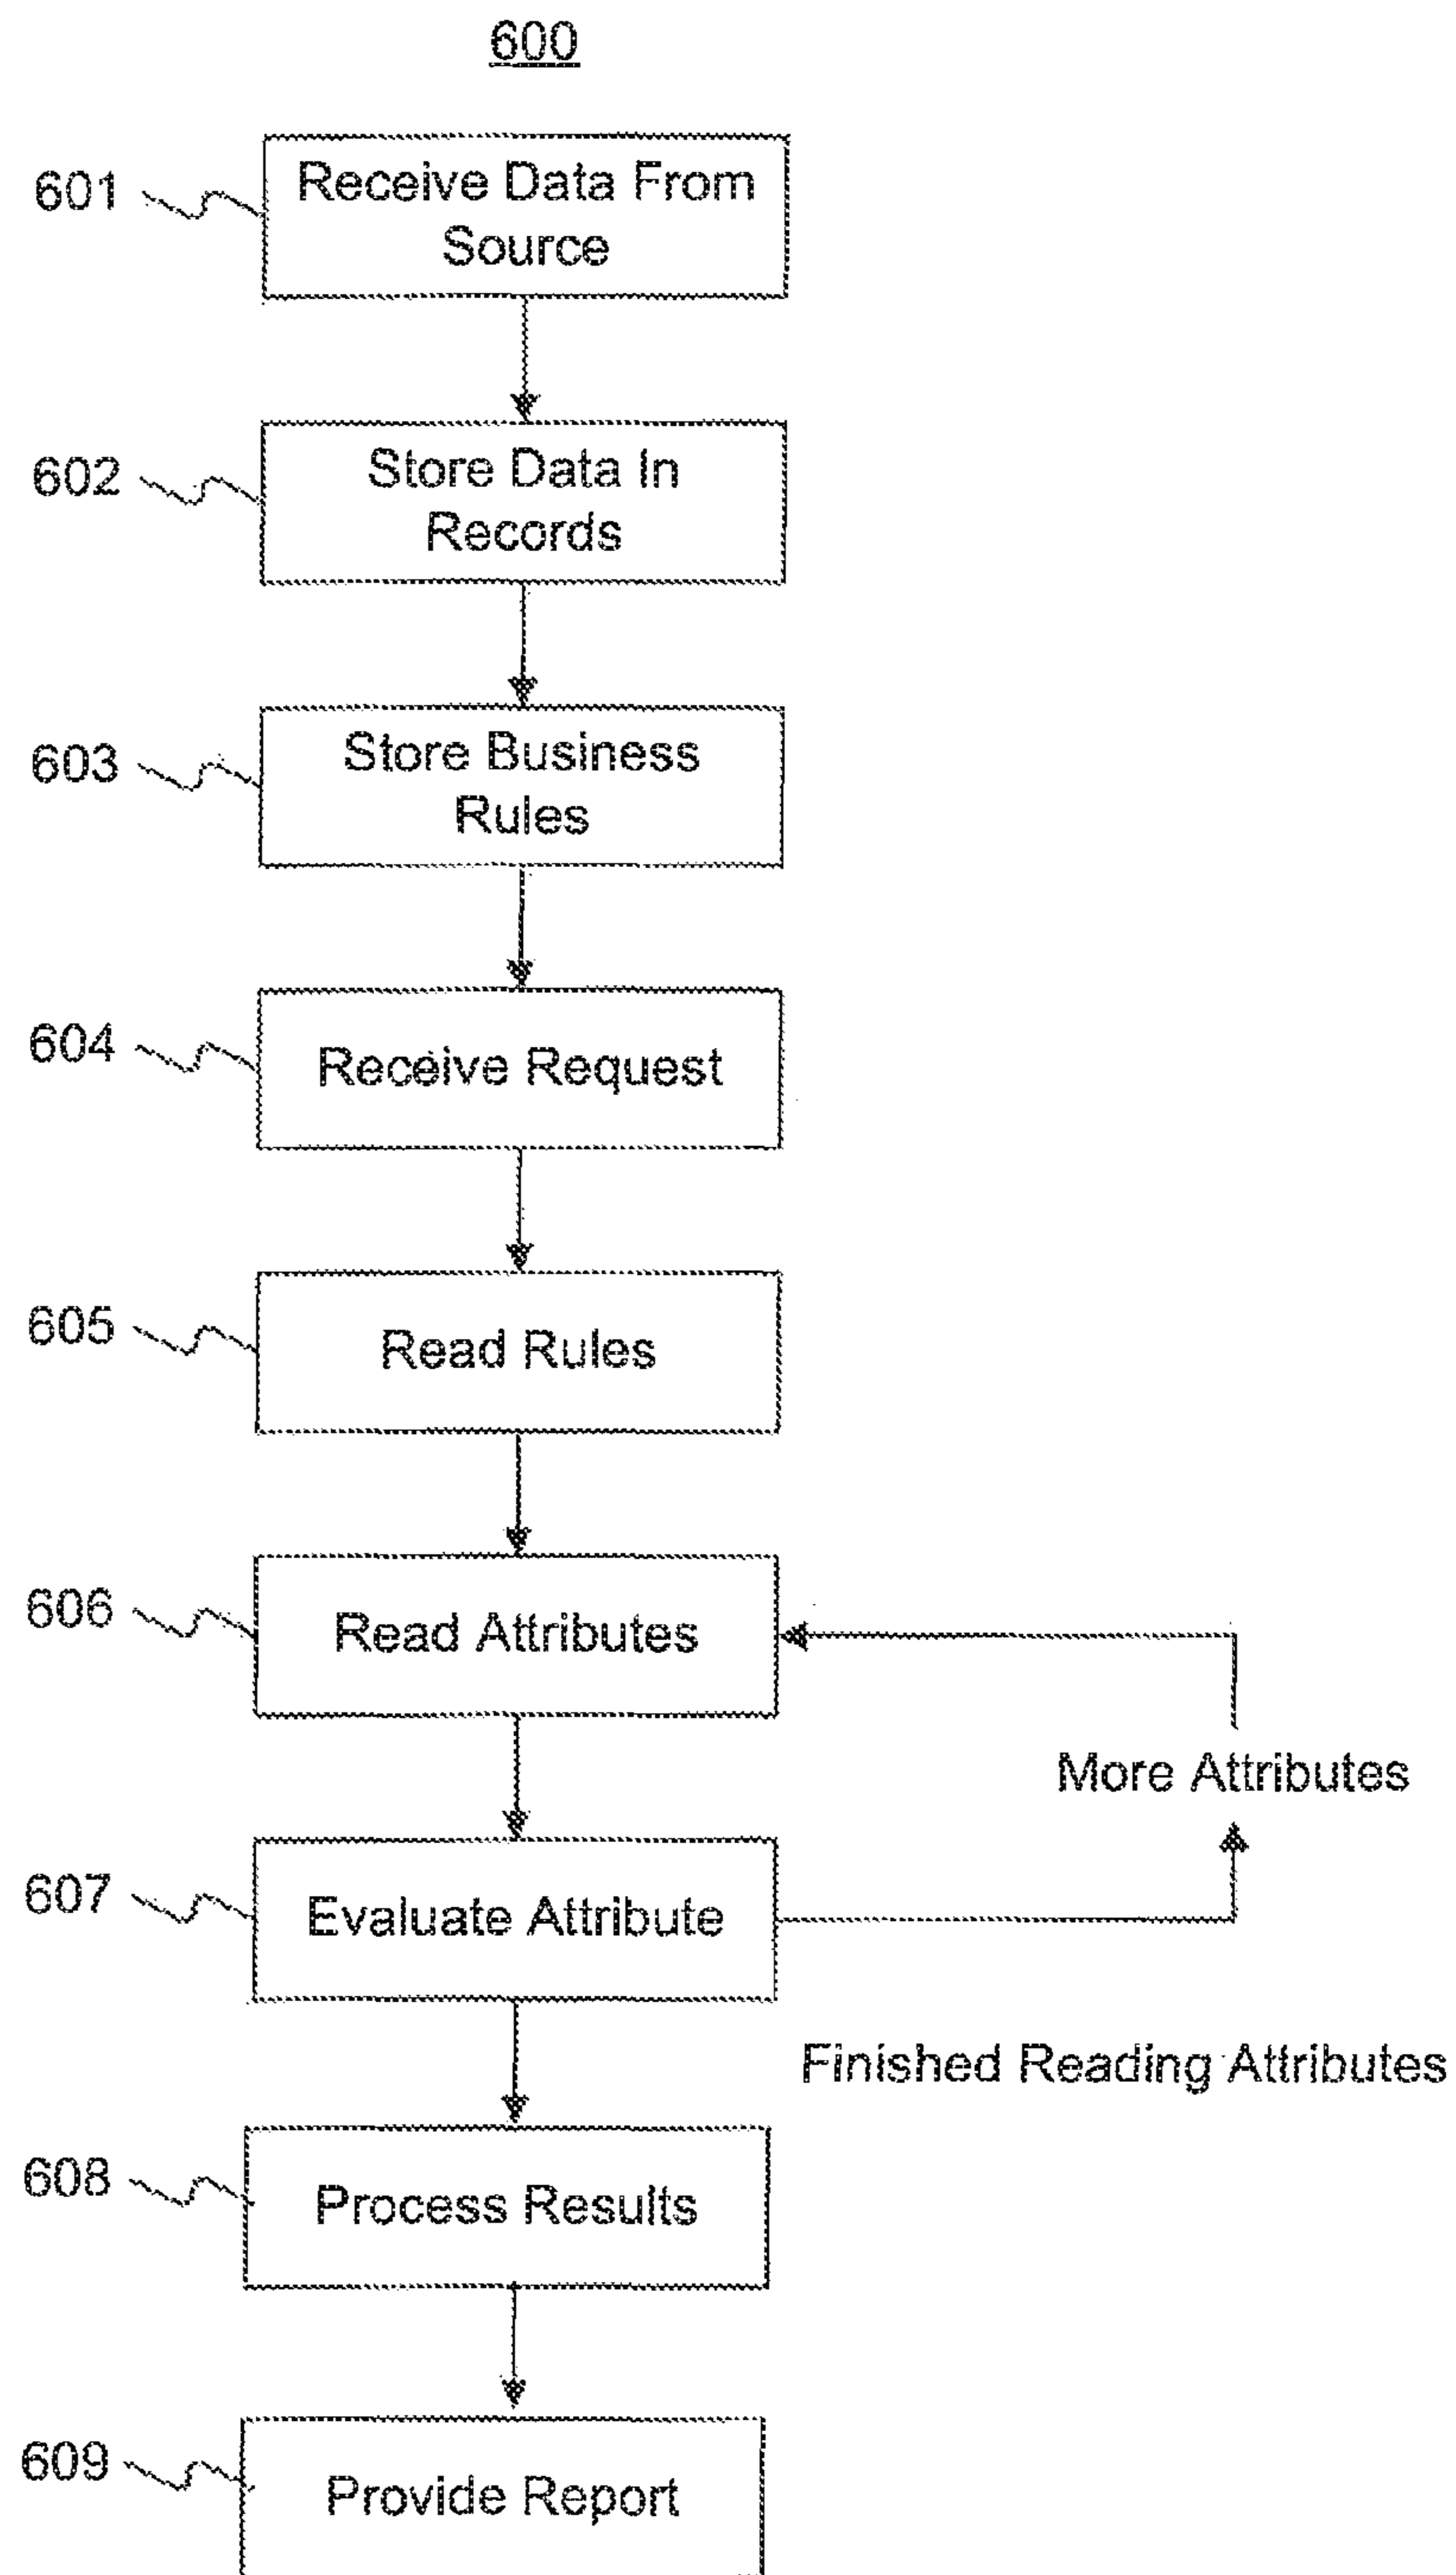 600
601
Receive Data From
Source
602
Store Data In
Records
603
Store Business
Rules
604
Receive Request
605
Read Rules
606
Read Attributes
More Attributes
607
Evaluate Attribute
Finished Reading Attributes
608
Process Results
609
Provide Report